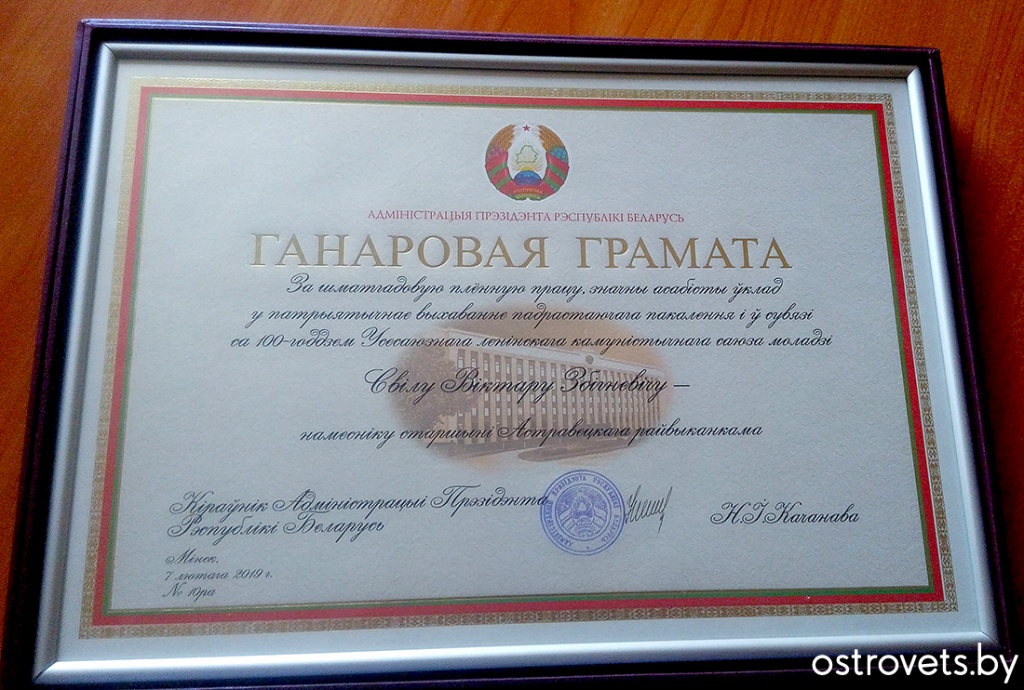 АДМІНІСТРАЦЫЯ ПРЭЗІДЭНТА РЭСПУБЛІКІ БЕЛАРУСЬ
ГАНАРОВАЯ ГРАМАТА
За шматгадовую плённую працу, значны асабісты ўклад
у патрыятычнае выхаванне падрастаючага пакалення і ў сувязі
са 100-годдзем Усесаюзнага ленінскага камуністычнага саюза моладзі
Свілу Віктару Збігневічу –
намесніку старшыні Астравецкага райвыканкама
Кіраўнік Адміністрацыі Прэзідэнта
Рэспублікі Беларусь
Н.І.Качанава
Мінск,
7 лютага 2019 г.
№ 10ра
ostrovets.by